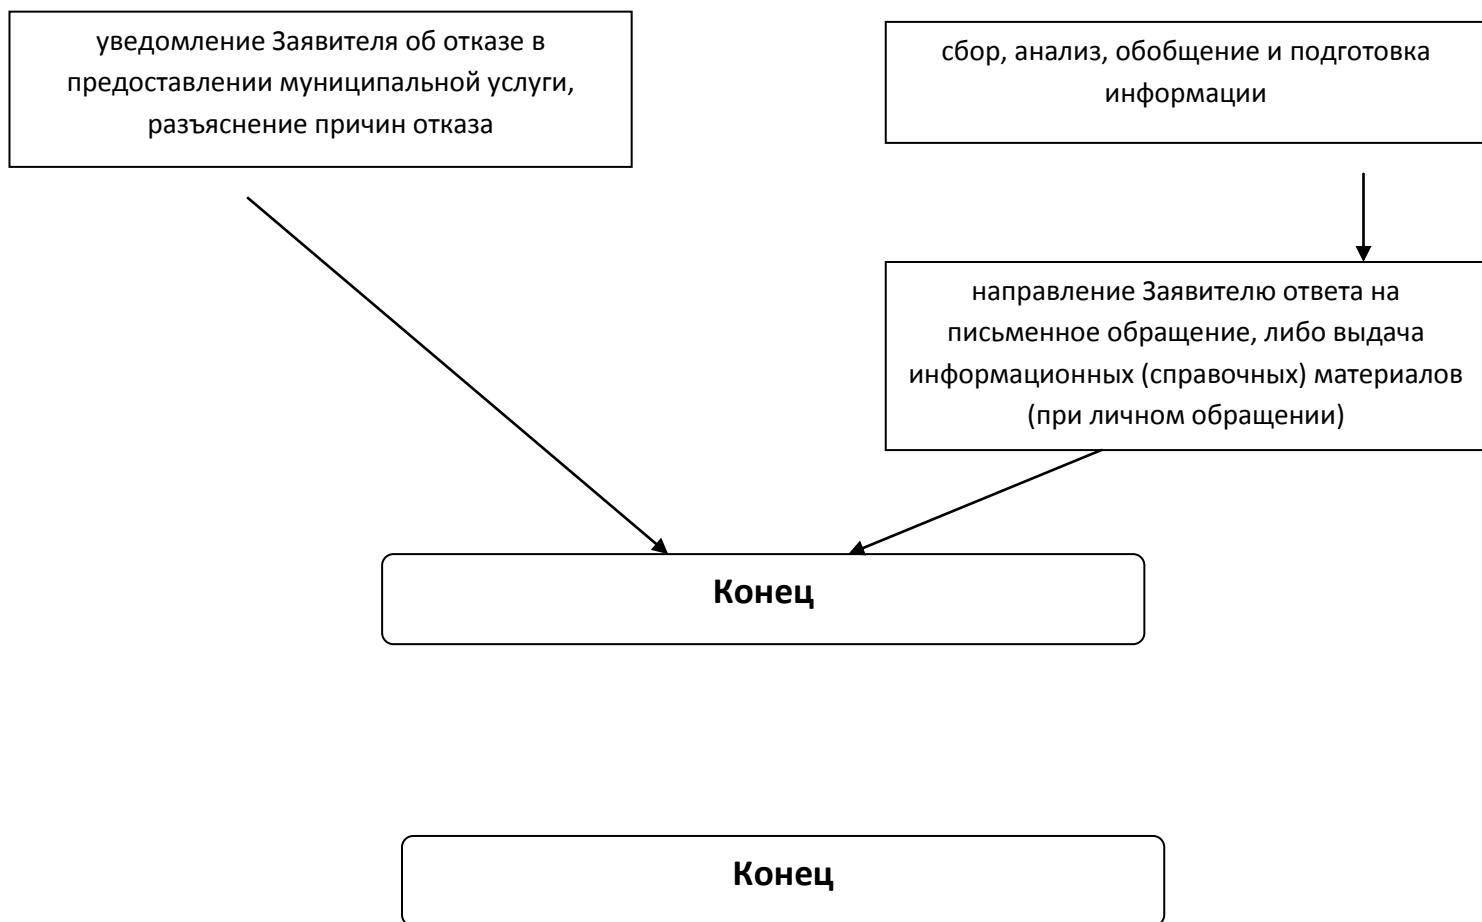 уведомление Заявителя об отказе в
предоставлении муниципальной услуги,
разъяснение причин отказа
сбор, анализ, обобщение и подготовка
информации
направление Заявителю ответа на
письменное обращение, либо выдача
информационных (справочных) материалов
(при личном обращении)
Конец
Конец